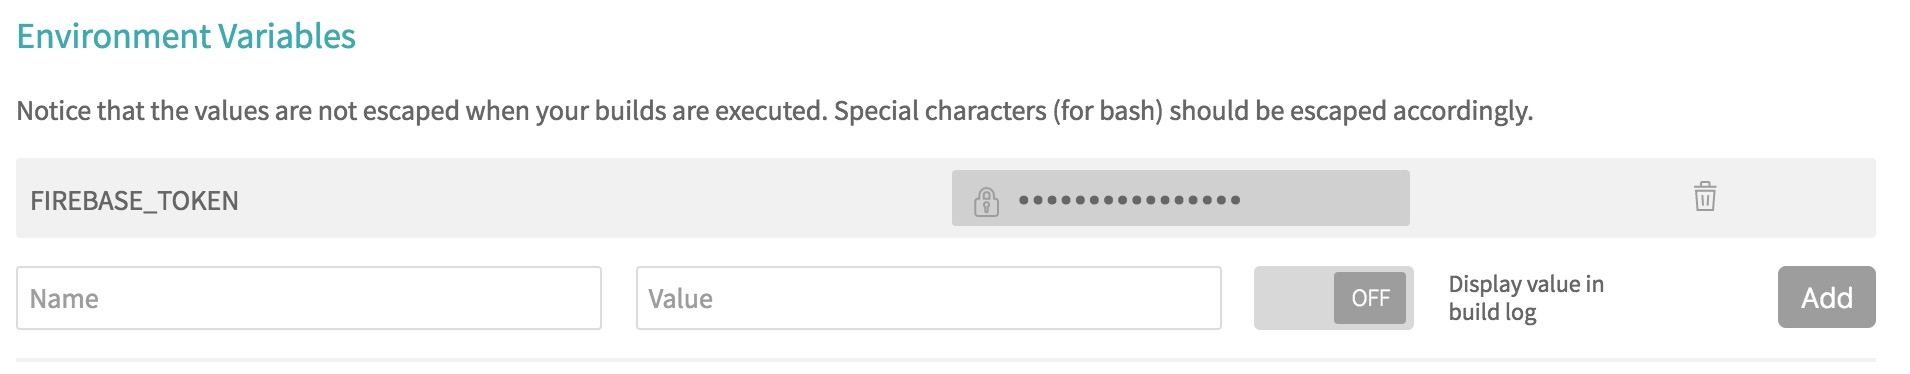 Environment Variables
Notice that the values are not escaped when your builds are executed. Special characters (for bash) should be escaped accordingly.
FIREBASE_TOKEN ••••••••••••••••
Name Value OFF Display value in Add
build log